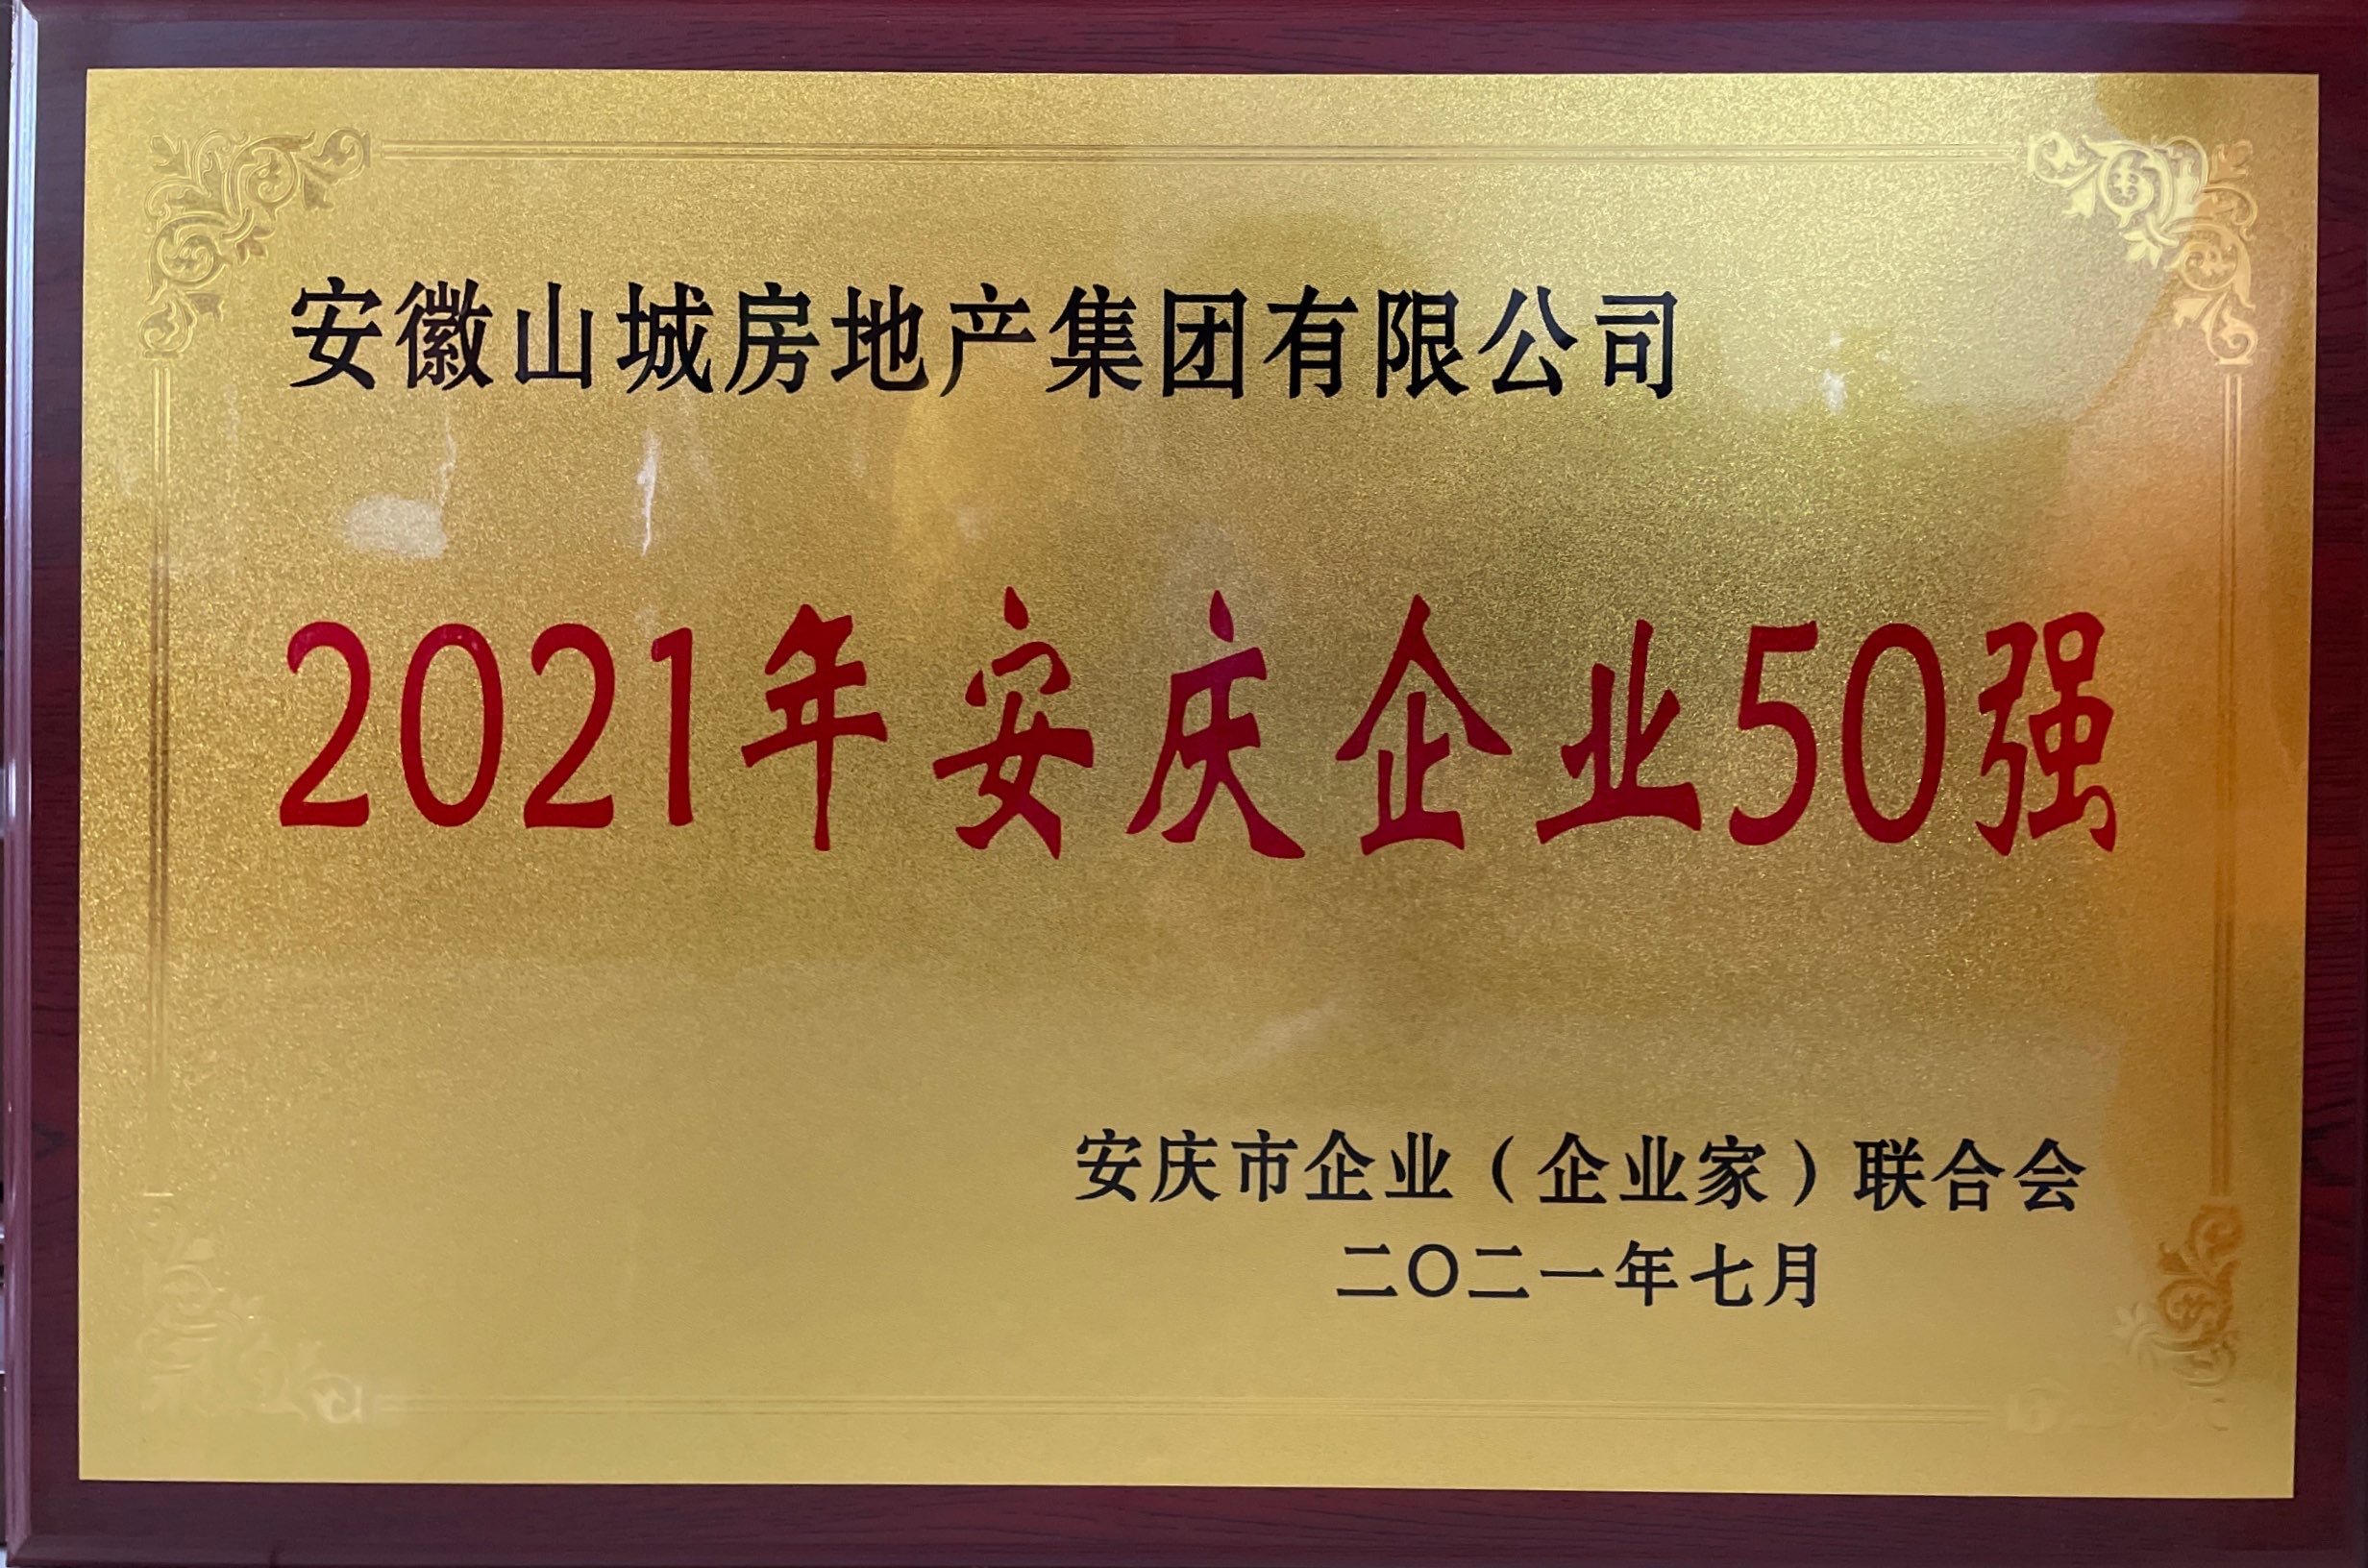 安徽山城房地产集团有限公司
2021年安庆企业50强
安庆市企业（企业家）联合会
二〇二一年七月